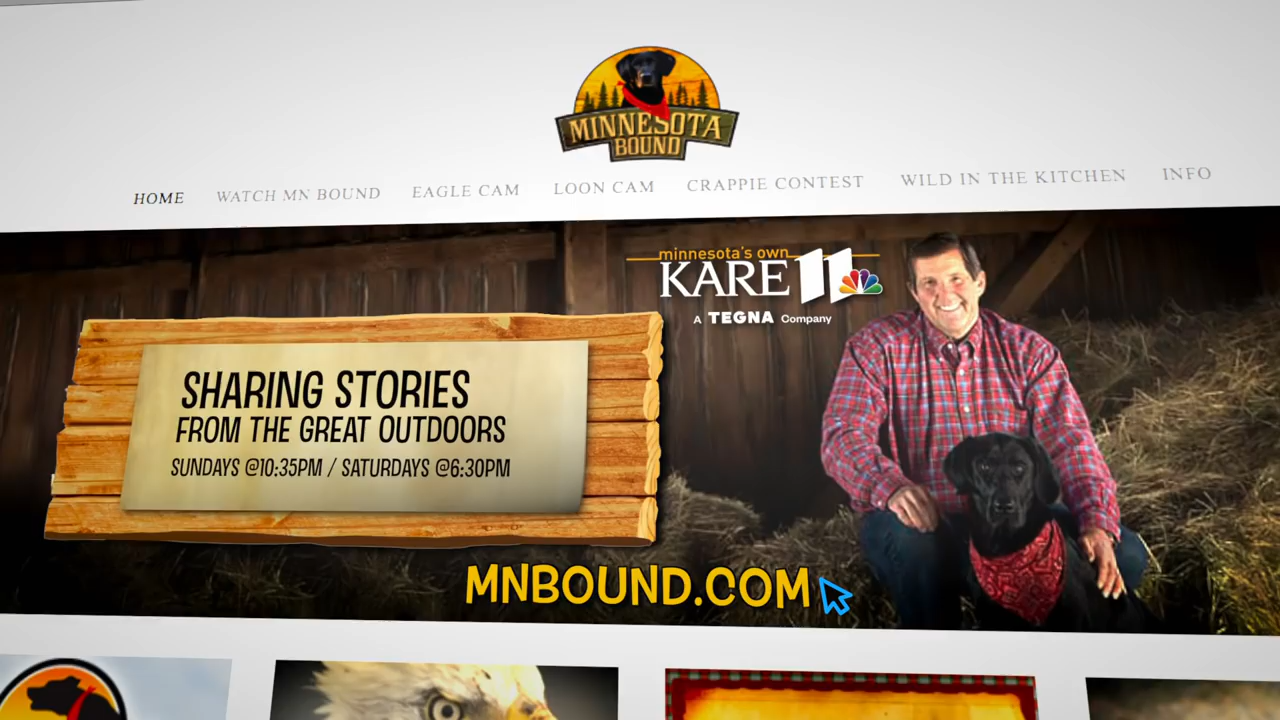 MINNESOTA
BOUND
HOME WATCH MN BOUND EAGLE CAM LOON CAM CRAPPIE CONTEST WILD IN THE KITCHEN INFO
minnesota's own
KARE 11
A TEGNA Company
SHARING STORIES
FROM THE GREAT OUTDOORS
SUNDAYS @10:35PM / SATURDAYS @6:30PM
MNBOUND.COM